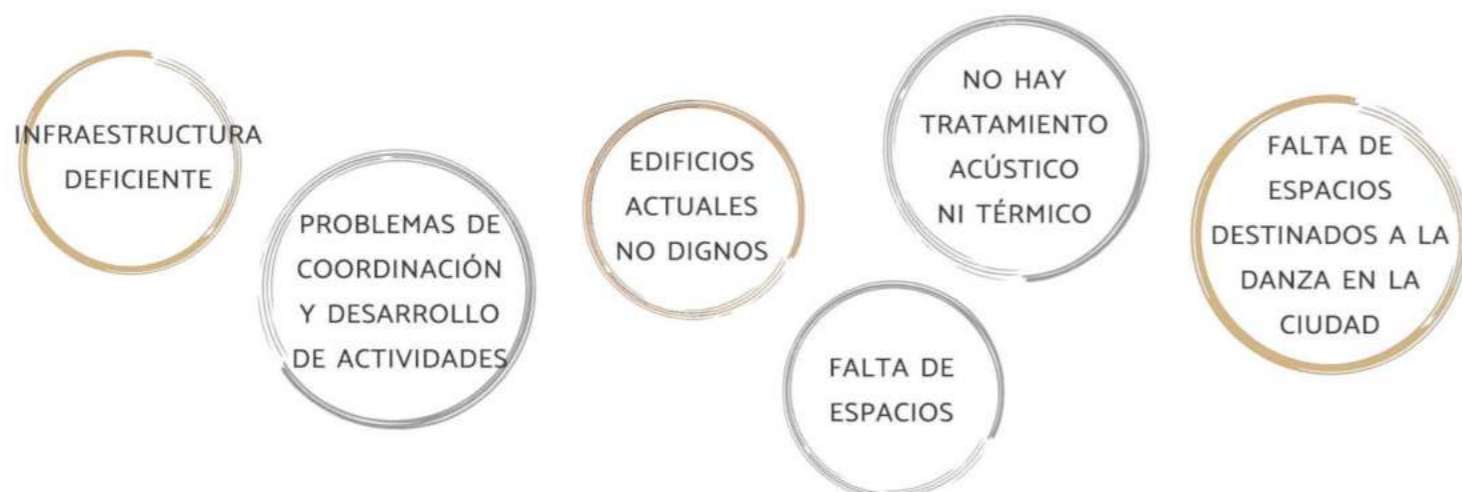 INFRAESTRUCTURA
DEFICIENTE
PROBLEMAS DE
COORDINACIÓN
Y DESARROLLO
DE ACTIVIDADES
EDIFICIOS
ACTUALES
NO DIGNOS
FALTA DE
ESPACIOS
NO HAY
TRATAMIENTO
ACÚSTICO
NI TÉRMICO
FALTA DE
ESPACIOS
DESTINADOS A LA
DANZA EN LA
CIUDAD